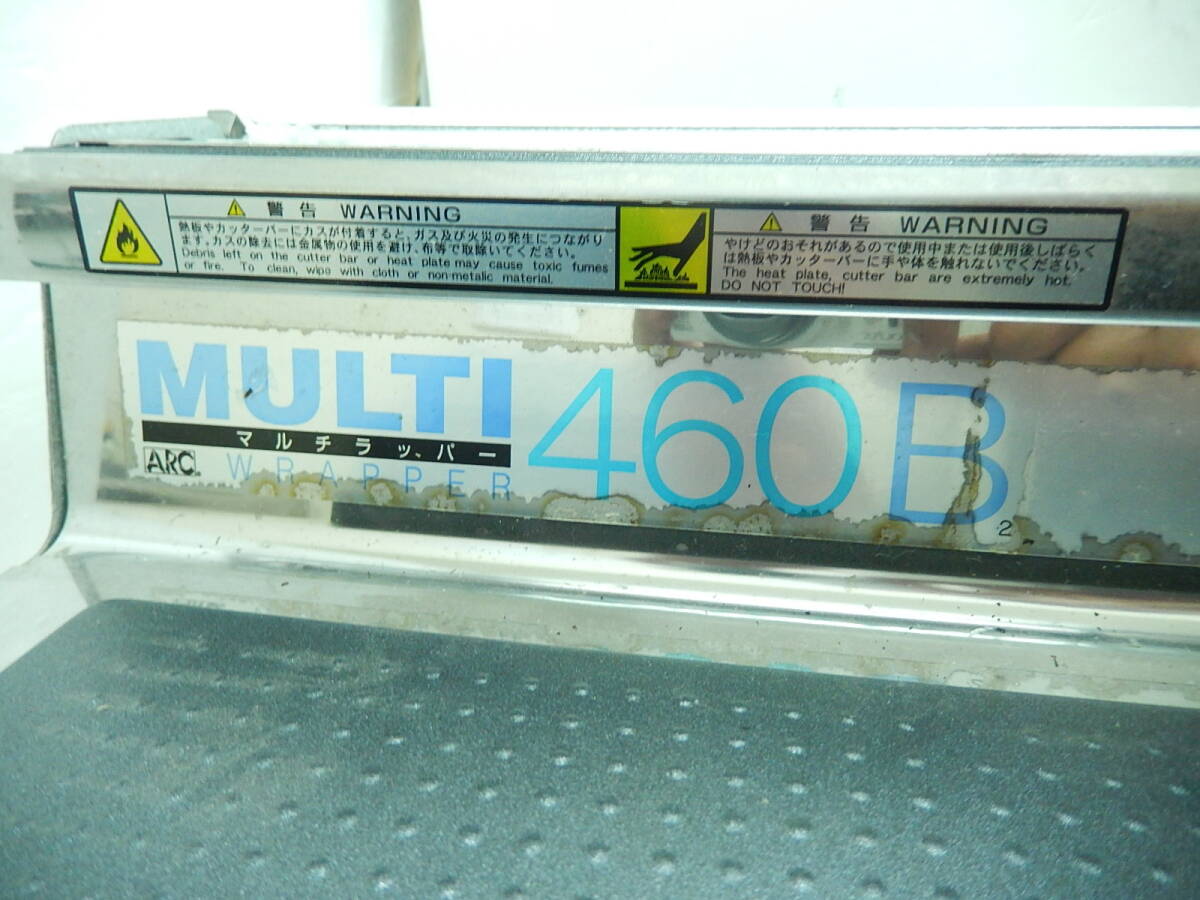 警告 WARNING
熱板やカッターバーにカスが付着すると、ガス及び火災の発生につながり
ます。カスの除去には金属物の使用を避け、布等で取除いてください。
Debris left on the cutter bar or heat plate may cause toxic fumes
or fire. To clean, wipe with cloth or non-metalic material.
警告 WARNING
やけどのおそれがあるので使用中または使用後しばらく
は熱板やカッターバーに手や体を触れないでください。
The heat plate, cutter bar are extremely hot.
DO NOT TOUCH!
MULTI 460B
マルチラッパー
ARC WRAPPER
2